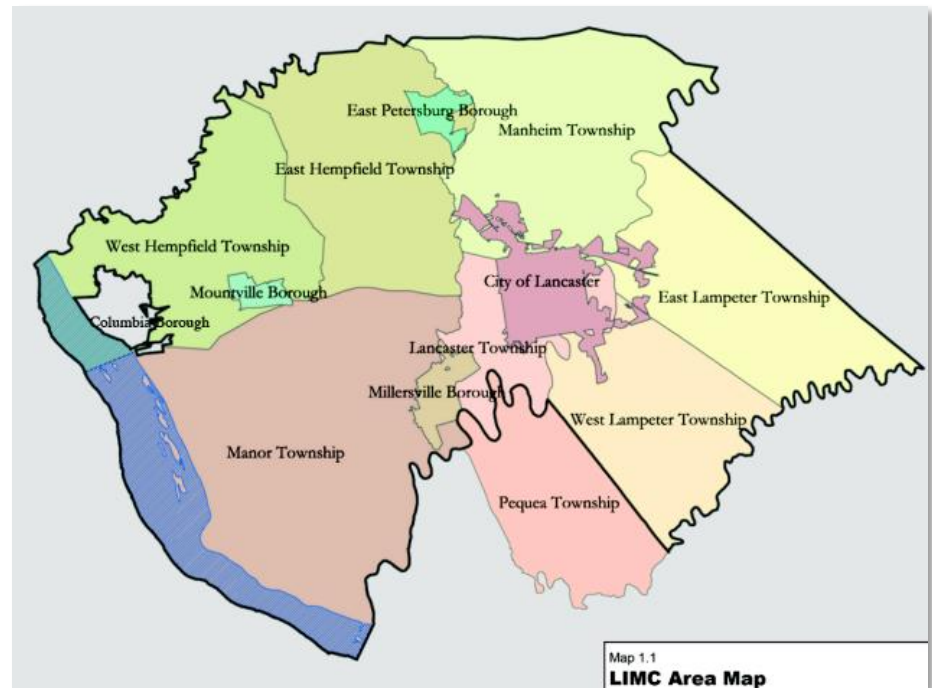 East Petersburg Borough
Manheim Township
East Hempfield Township
West Hempfield Township
City of Lancaster
Mountville Borough
East Lampeter Township
Columbia Borough
Lancaster Township
Millersville Borough
West Lampeter Township
Manor Township
Pequea Township
Map 1.1
LIMC Area Map